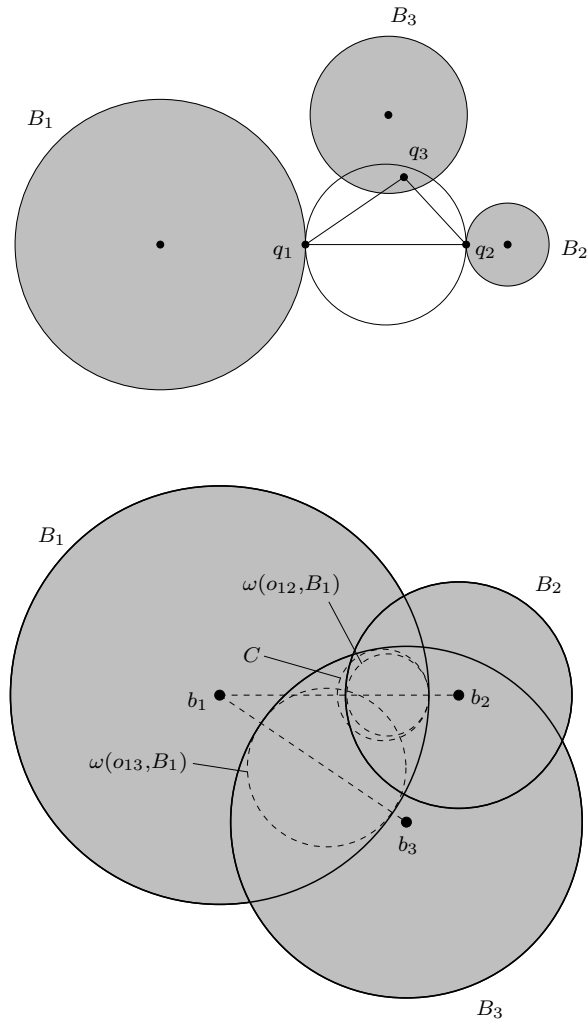 B₃
B₁
q₃
q₁
q₂
B₂
B₁
ω(o₁₂,B₁)
B₂
C
b₁
b₂
ω(o₁₃,B₁)
b₃
B₃